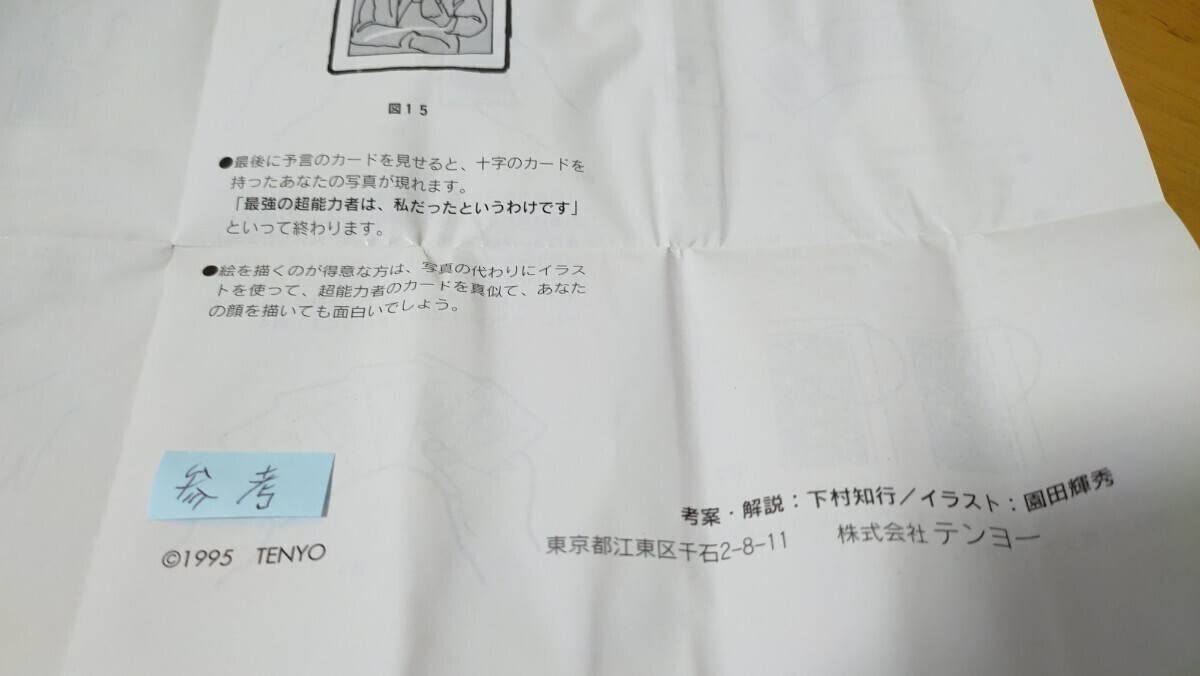 図15
●最後に予言のカードを見せると、十字のカードを
持ったあなたの写真が現れます。
「最強の超能力者は、私だったというわけです」
といって終わります。
●絵を描くのが得意な方は、写真の代わりにイラス
トを使って、超能力者のカードを真似て、あなた
の顔を描いても面白いでしょう。
参考
©1995 TENYO
考案・解説：下村知行／イラスト：園田輝秀
東京都江東区千石2-8-11 株式会社テンヨー